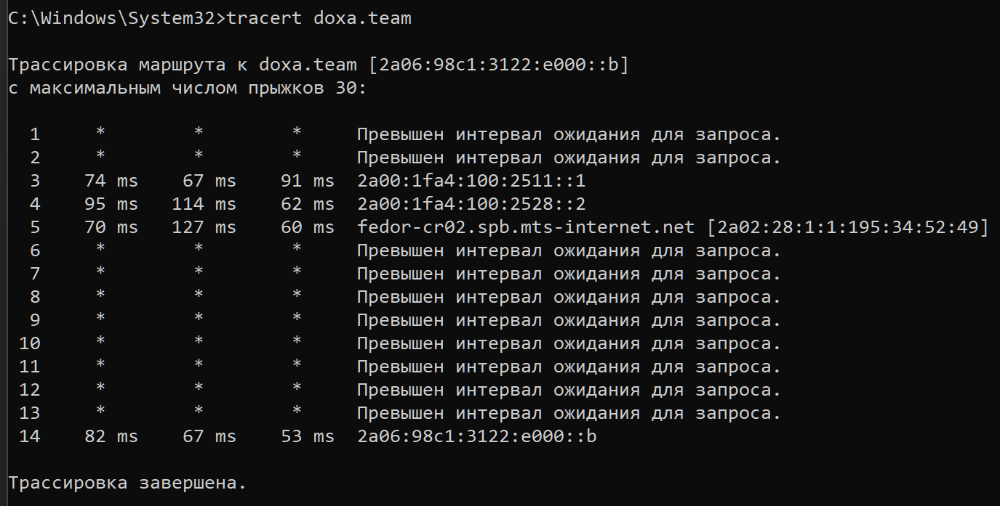 C:\Windows\System32>tracert doxa.team
Трассировка маршрута к doxa.team [2a06:98c1:3122:e000::b]
с максимальным числом прыжков 30:
1 * * * Превышен интервал ожидания для запроса.
2 * * * Превышен интервал ожидания для запроса.
3 74 ms 67 ms 91 ms 2a00:1fa4:100:2511::1
4 95 ms 114 ms 62 ms 2a00:1fa4:100:2528::2
5 70 ms 127 ms 60 ms fedor-cr02.spb.mts-internet.net [2a02:28:1:1:195:34:52:49]
6 * * * Превышен интервал ожидания для запроса.
7 * * * Превышен интервал ожидания для запроса.
8 * * * Превышен интервал ожидания для запроса.
9 * * * Превышен интервал ожидания для запроса.
10 * * * Превышен интервал ожидания для запроса.
11 * * * Превышен интервал ожидания для запроса.
12 * * * Превышен интервал ожидания для запроса.
13 * * * Превышен интервал ожидания для запроса.
14 82 ms 67 ms 53 ms 2a06:98c1:3122:e000::b
Трассировка завершена.